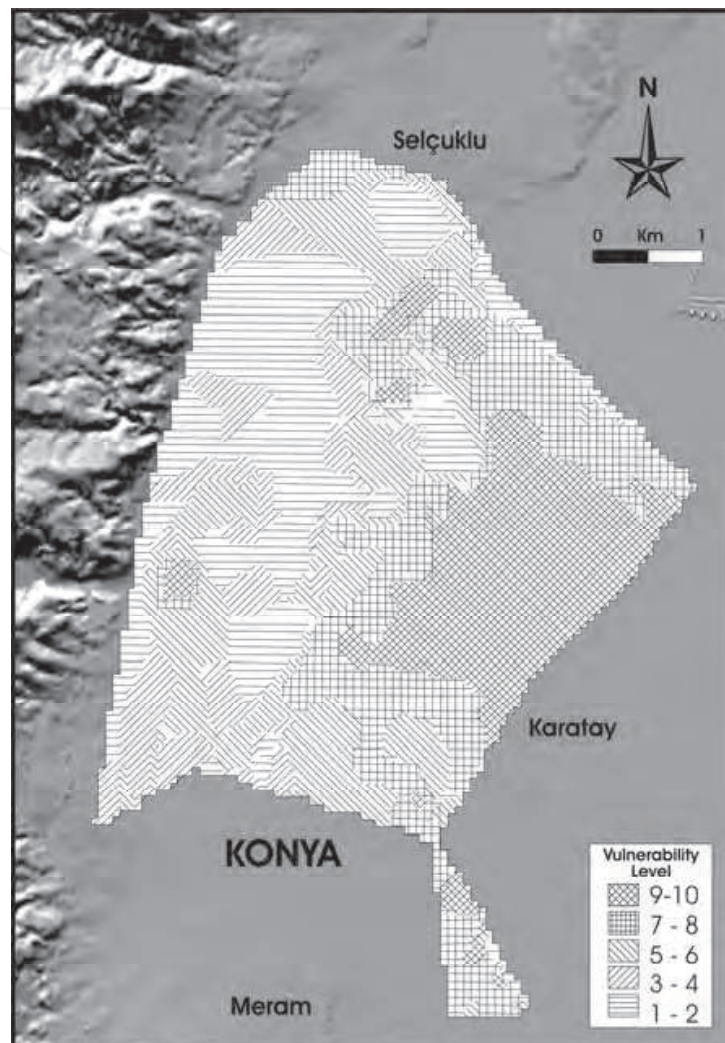 N
Selçuklu
0 Km 1
Karatay
KONYA
Meram
Vulnerability
Level
9-10
7 - 8
5 - 6
3 - 4
1 - 2